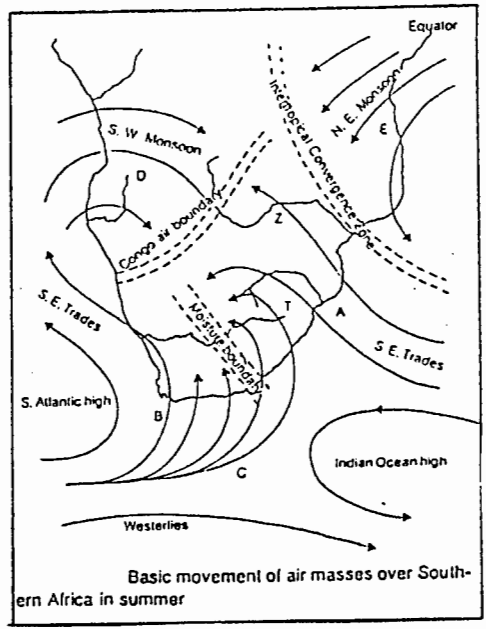 Equator
Intertropical Convergence zone
N. E. Monsoon
E
S. W. Monsoon
D
Congo air boundary
Z
S. E. Trades
Moisture boundary
T
A
S E. Trades
S. Atlantic high
B
C
Indian Ocean high
Westerlies
Basic movement of air masses over South-
ern Africa in summer